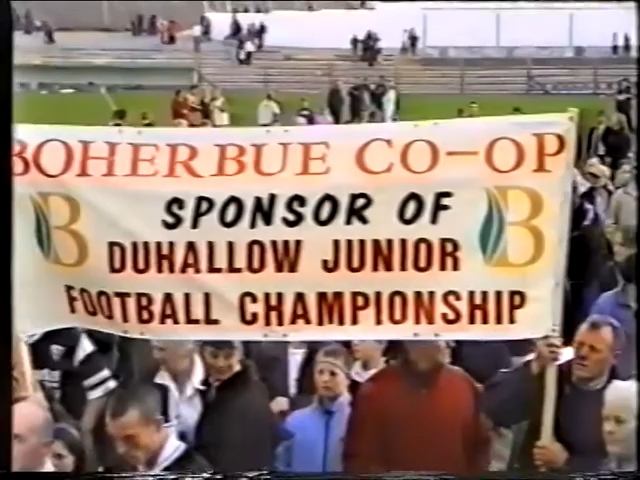 BOHERBUE CO-OP
B SPONSOR OF B
DUHALLOW JUNIOR
FOOTBALL CHAMPIONSHIP